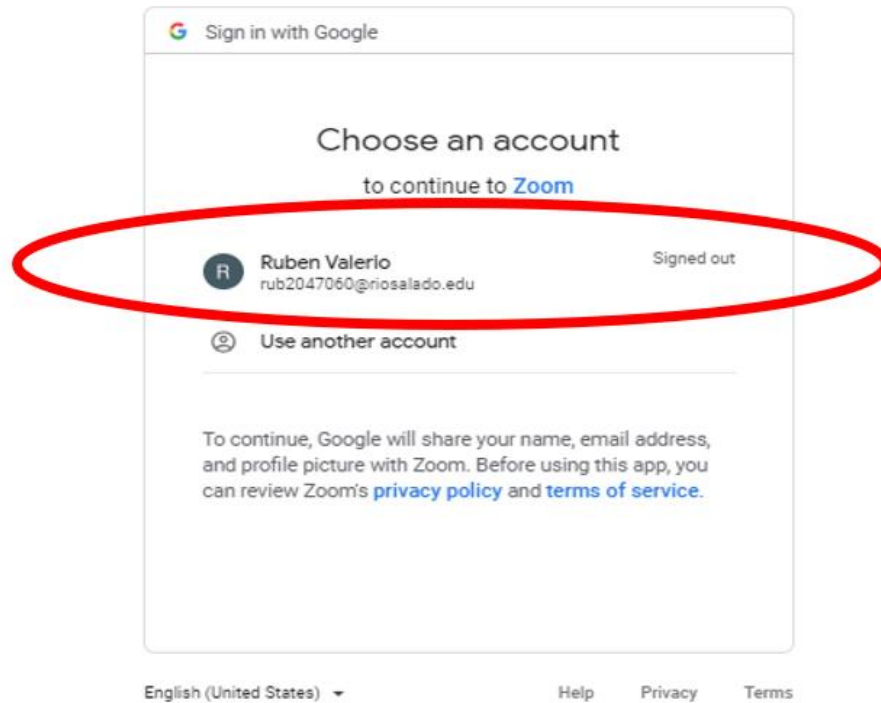 Sign in with Google
Choose an account
to continue to Zoom
R
Ruben Valerio
Signed out
rub2047060@riosalado.edu
Use another account
To continue, Google will share your name, email address,
and profile picture with Zoom. Before using this app, you
can review Zoom's privacy policy and terms of service.
English (United States)
Help Privacy Terms